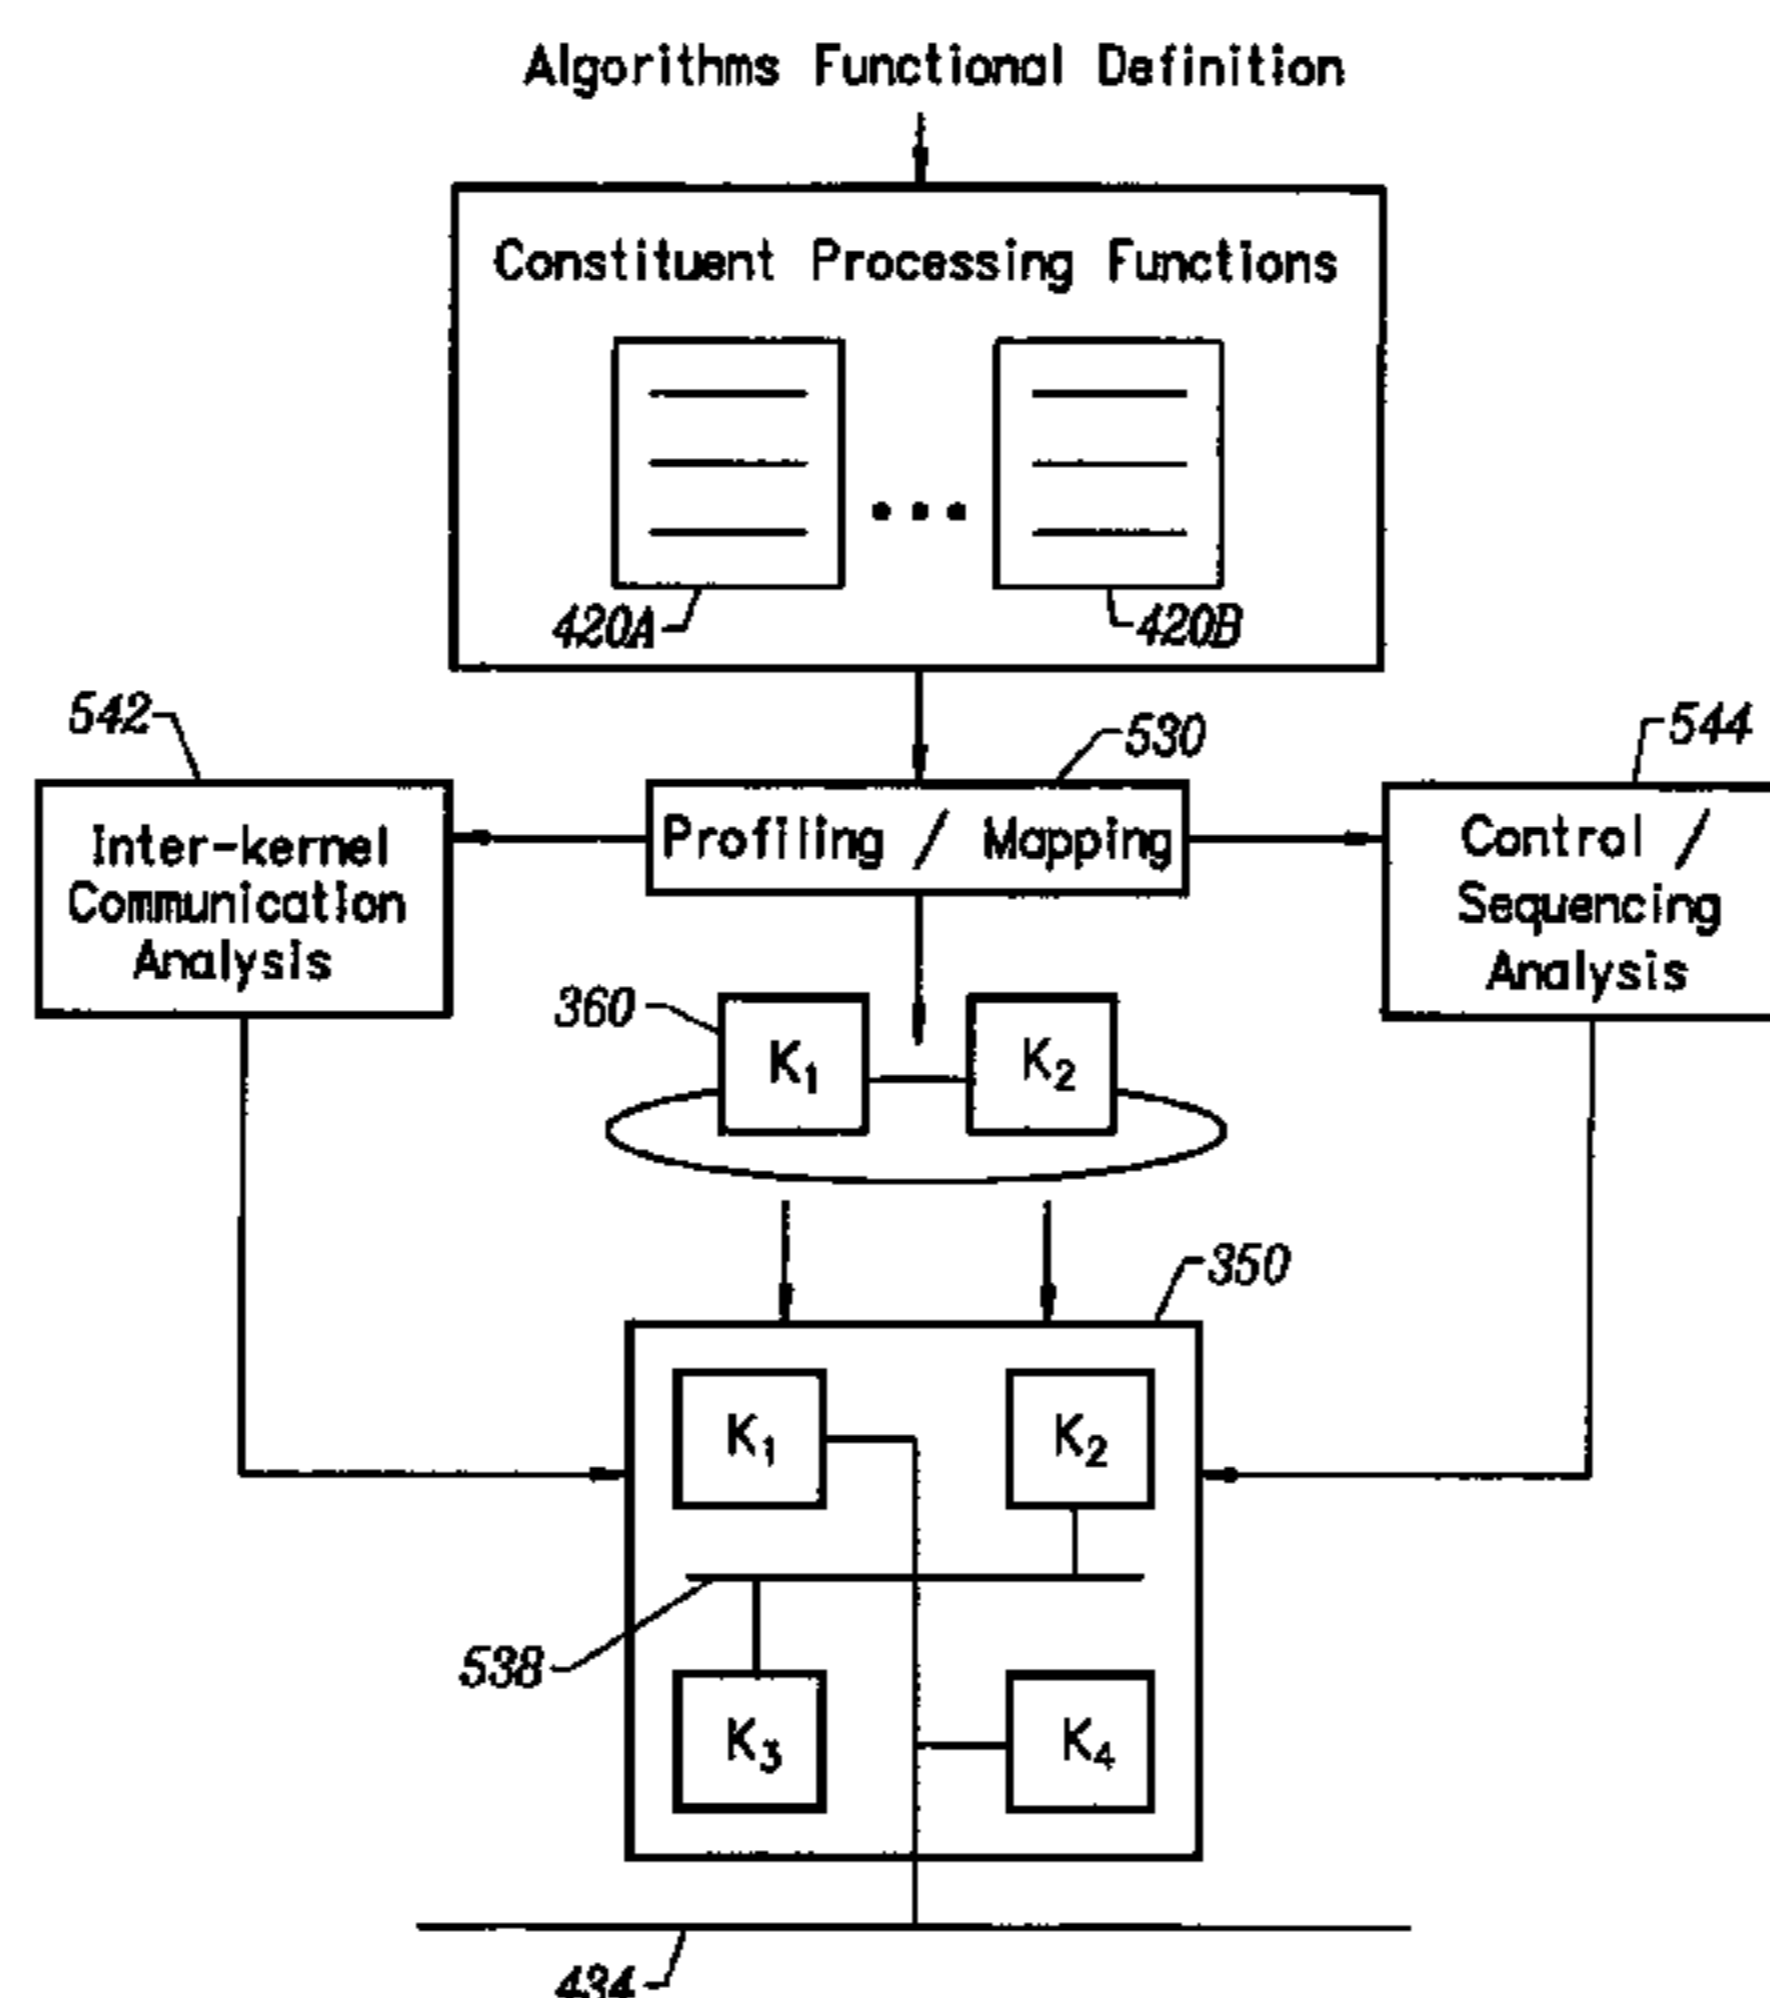 Algorithms Functional Definition
Constituent Processing Functions
420A
420B
542
530
544
Inter-kernel
Communication
Analysis
Profiling / Mapping
Control /
Sequencing
Analysis
360
K1
K2
350
K1
K2
538
K3
K4
434